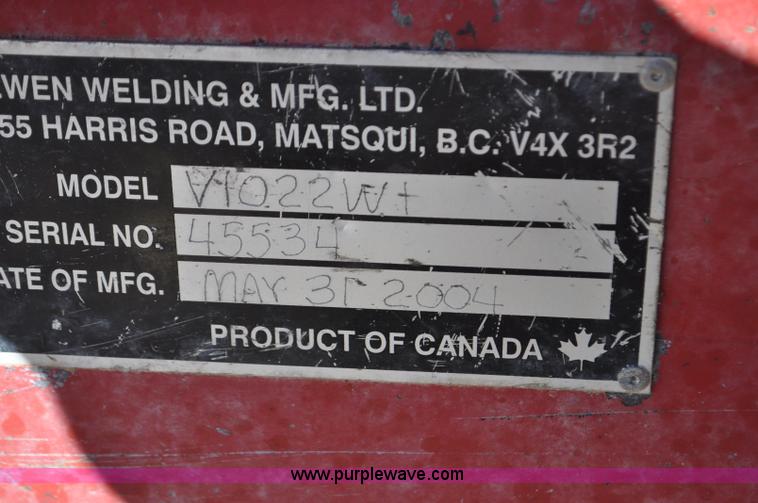 WEN WELDING & MFG. LTD.
55 HARRIS ROAD, MATSQUI, B.C. V4X 3R2
MODEL V1022W+
SERIAL NO. 45534
ATE OF MFG. MAY 31 2004
PRODUCT OF CANADA
www.purplewave.com